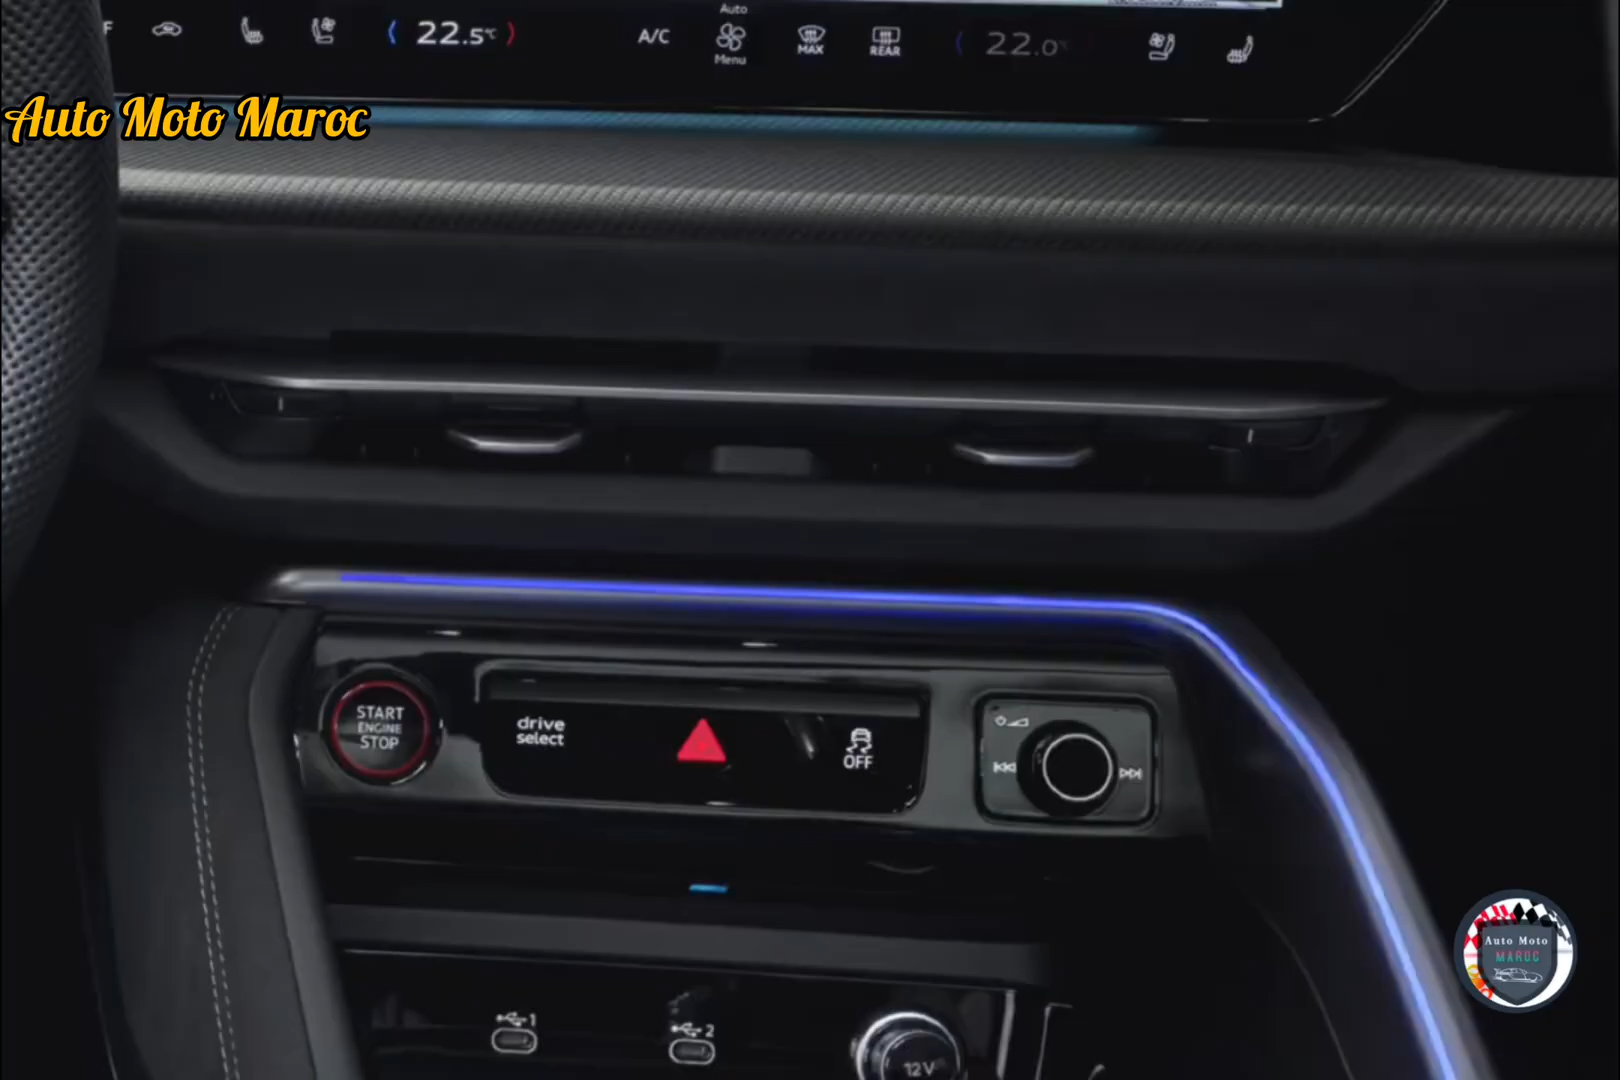 Auto
22.5°C
A/C
Menu
MAX
REAR
22.0
Auto Moto Maroc
START
ENGINE
STOP
drive
select
OFF
Auto Moto
MAROC
1
2
12V